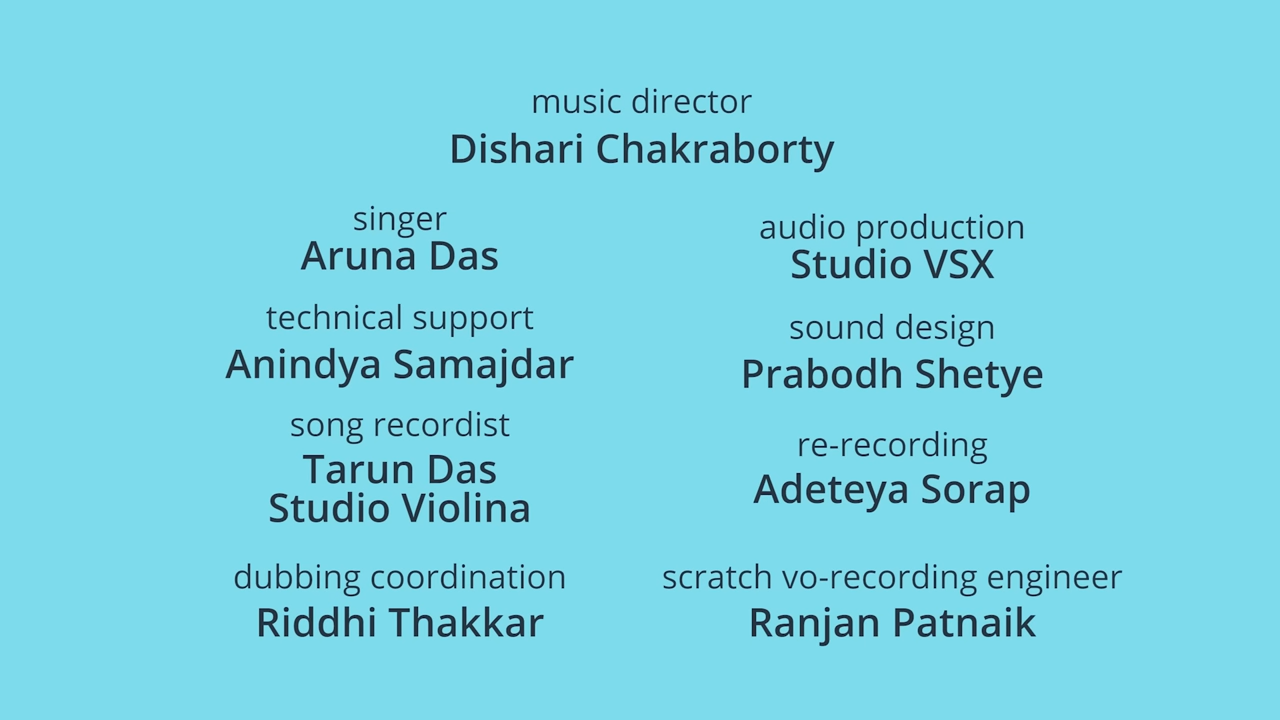 music director
Dishari Chakraborty
singer
Aruna Das
technical support
Anindya Samajdar
song recordist
Tarun Das
Studio Violina
dubbing coordination
Riddhi Thakkar
audio production
Studio VSX
sound design
Prabodh Shetye
re-recording
Adeteya Sorap
scratch vo-recording engineer
Ranjan Patnaik